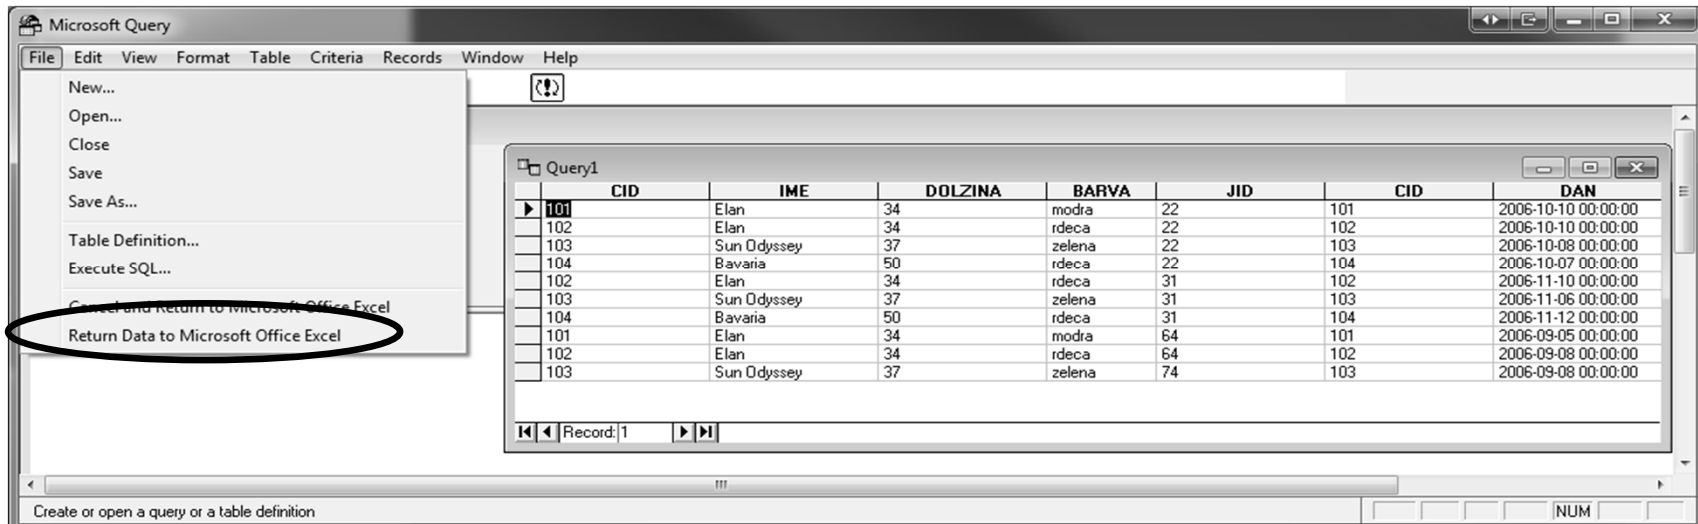 Microsoft Query
File Edit View Format Table Criteria Records Window Help
New...
Open...
Close
Save
Save As...
Table Definition...
Execute SQL...
Cancel and Return to Microsoft Office Excel
Return Data to Microsoft Office Excel
Query1
CID IME DOLZINA BARVA JID CID DAN
101 Elan 34 modra 22 101 2006-10-10 00:00:00
102 Elan 34 rdeca 22 102 2006-10-10 00:00:00
103 Sun Odyssey 37 zelena 22 103 2006-10-08 00:00:00
104 Bavaria 50 rdeca 22 104 2006-10-07 00:00:00
102 Elan 34 rdeca 31 102 2006-11-10 00:00:00
103 Sun Odyssey 37 zelena 31 103 2006-11-06 00:00:00
104 Bavaria 50 rdeca 31 104 2006-11-12 00:00:00
101 Elan 34 modra 64 101 2006-09-05 00:00:00
102 Elan 34 rdeca 64 102 2006-09-08 00:00:00
103 Sun Odyssey 37 zelena 74 103 2006-09-08 00:00:00
Record: 1
Create or open a query or a table definition
NUM